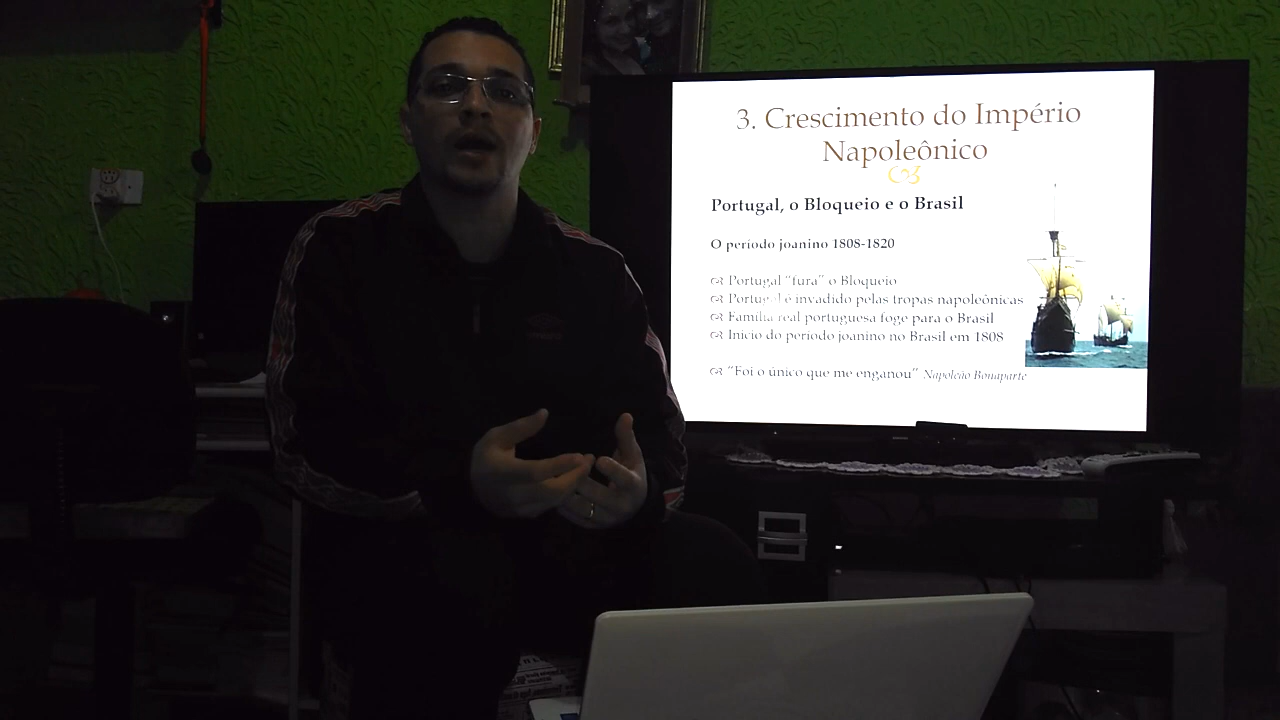 3. Crescimento do Império
Napoleônico
Portugal, o Bloqueio e o Brasil
O período joanino 1808-1820
Portugal “fura” o Bloqueio
Portugal é invadido pelas tropas napoleônicas
Família real portuguesa foge para o Brasil
Início do período joanino no Brasil em 1808
“Foi o único que me enganou” Napoleão Bonaparte